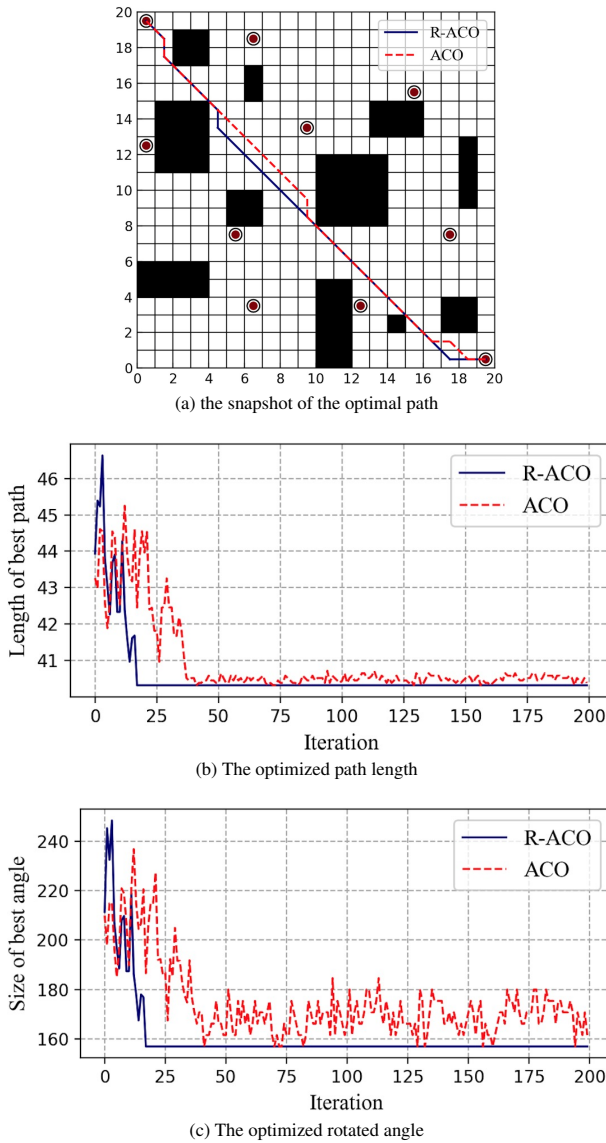 20
18
16
14
12
10
8
6
4
2
0
R-ACO
ACO
0 2 4 6 8 10 12 14 16 18 20
(a) the snapshot of the optimal path
Length of best path
46
45
44
43
42
41
R-ACO
ACO
0 25 50 75 100 125 150 175 200
Iteration
(b) The optimized path length
Size of best angle
240
220
200
180
160
R-ACO
ACO
0 25 50 75 100 125 150 175 200
Iteration
(c) The optimized rotated angle